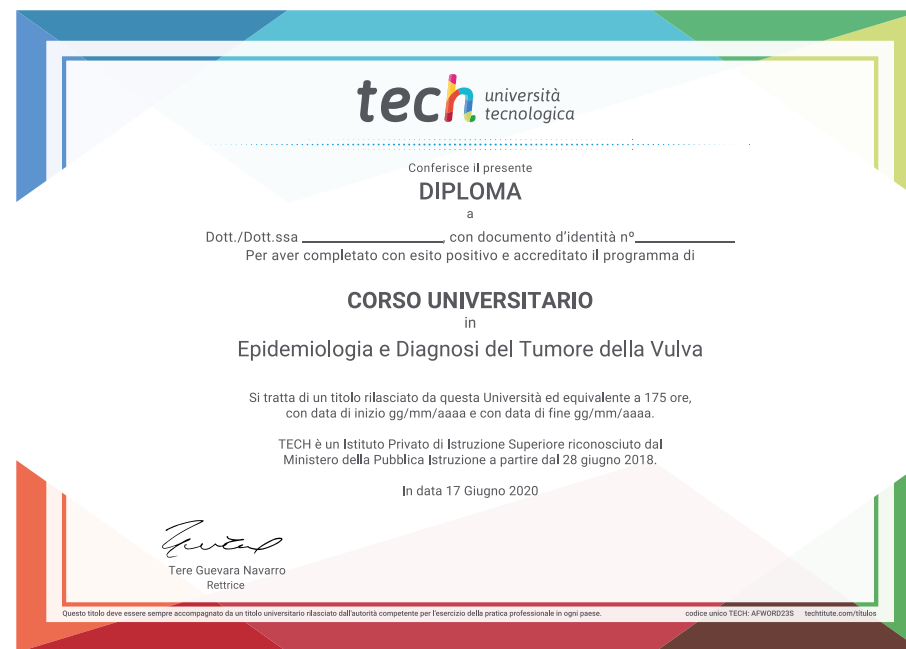 tech università
tecnologica
Conferisce il presente
DIPLOMA
a
Dott./Dott.ssa ____________________, con documento d'identità nº______________
Per aver completato con esito positivo e accreditato il programma di
CORSO UNIVERSITARIO
in
Epidemiologia e Diagnosi del Tumore della Vulva
Si tratta di un titolo rilasciato da questa Università ed equivalente a 175 ore,
con data di inizio gg/mm/aaaa e con data di fine gg/mm/aaaa.
TECH è un Istituto Privato di Istruzione Superiore riconosciuto dal
Ministero della Pubblica Istruzione a partire dal 28 giugno 2018.
In data 17 Giugno 2020
Tere Guevara Navarro
Rettrice
Questo titolo deve essere sempre accompagnato da un titolo universitario rilasciato dall'autorità competente per l'esercizio della pratica professionale in ogni paese. codice unico TECH: AFWORD23S techtitute.com/titulos